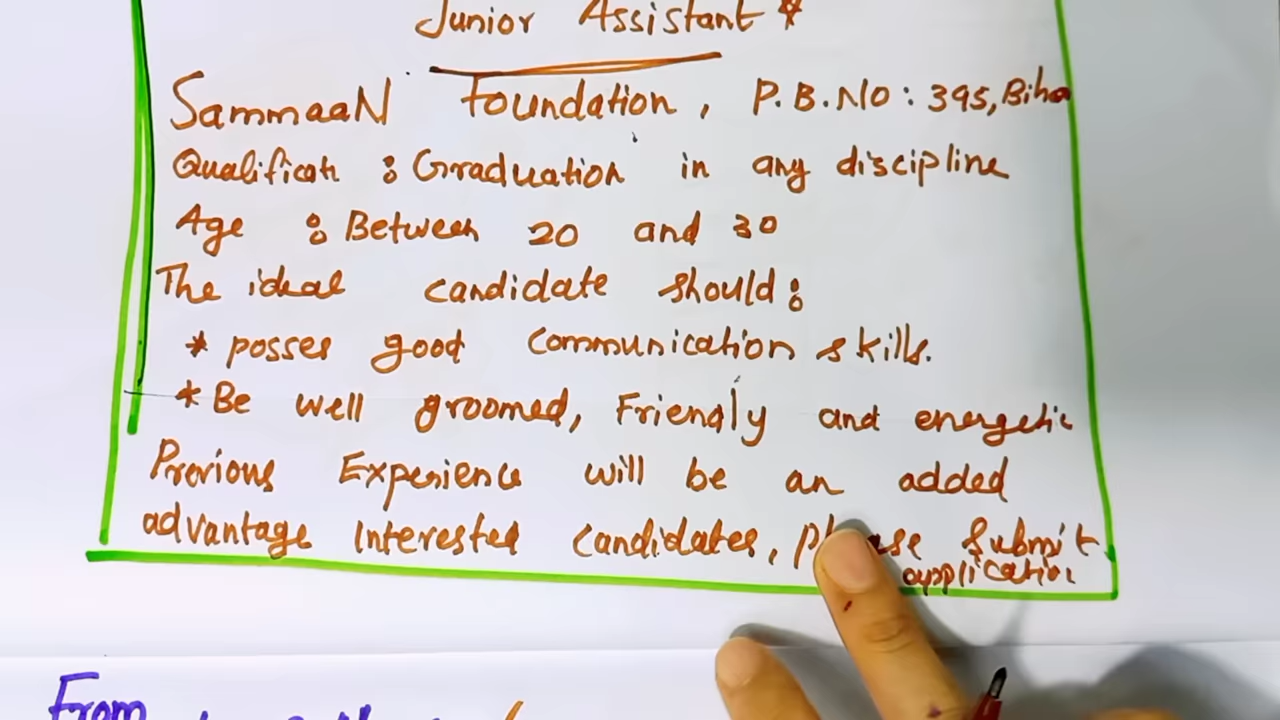 Junior Assistant *
SammaaN Foundation, P.B.NO: 395, Biha
Qualificatn : Graduation in any discipline
Age : Between 20 and 30
The ideal candidate should:
* posses good communication skills.
* Be well groomed, Friendly and energetic
Previous Experience will be an added
advantage Interested candidates, please submit
application
From